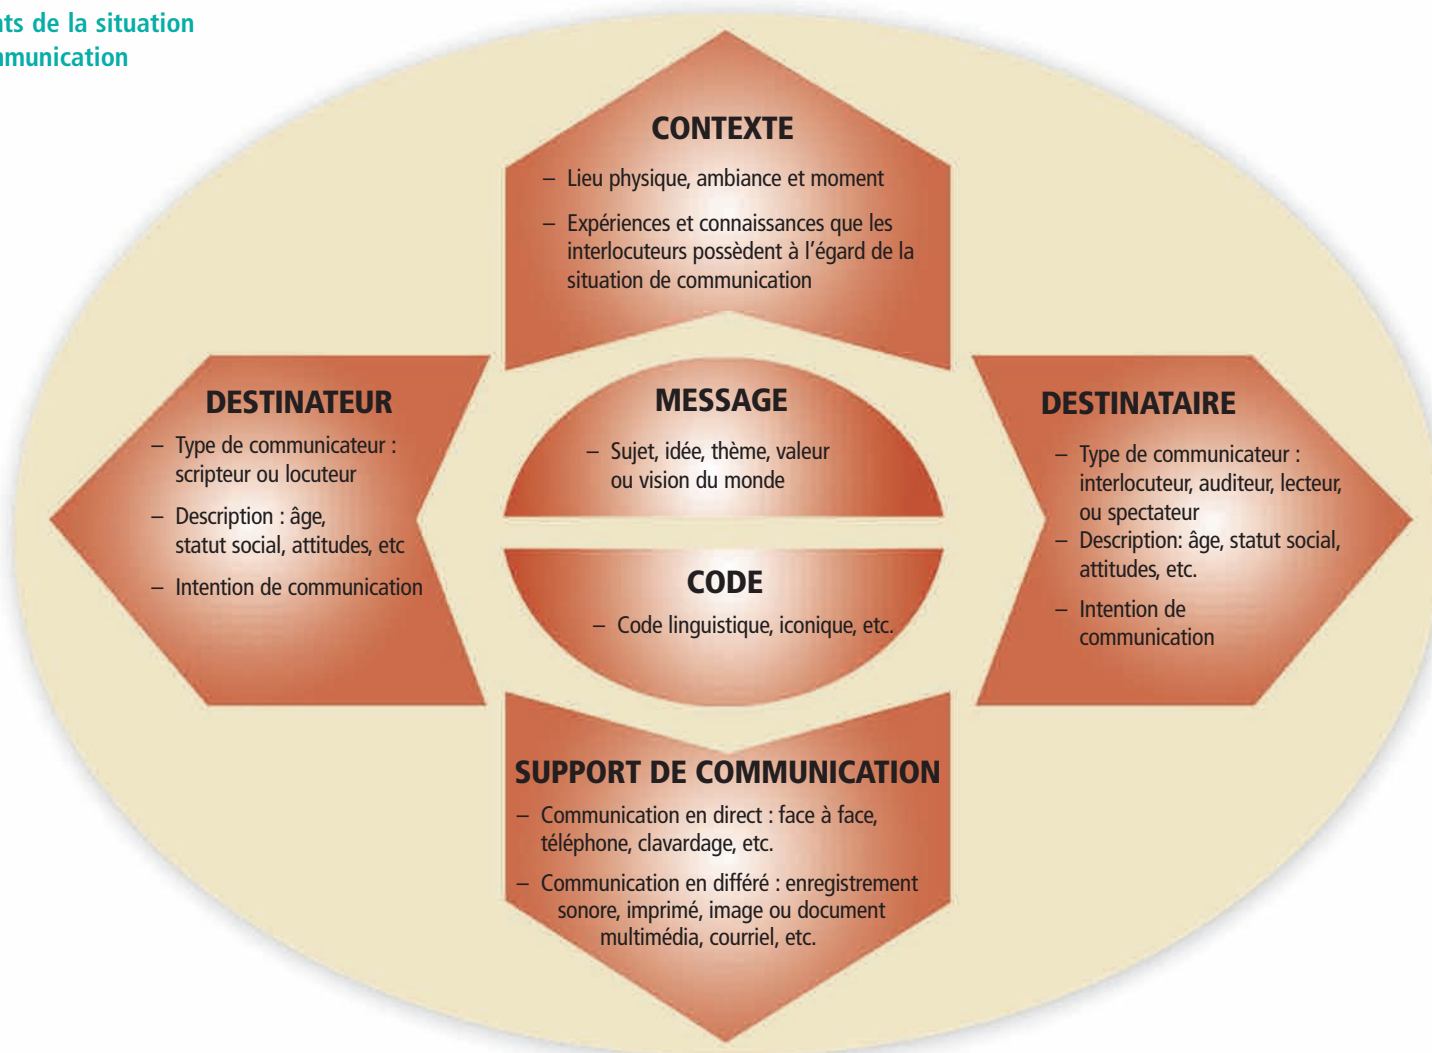 de la situation
CONTEXTE
– Lieu physique, ambiance et moment
– Expériences et connaissances que les
interlocuteurs possèdent à l'égard de la
situation de communication
DESTINATEUR
– Type de communicateur :
scripteur ou locuteur
– Description : âge,
statut social, attitudes, etc
– Intention de communication
MESSAGE
– Sujet, idée, thème, valeur
ou vision du monde
CODE
– Code linguistique, iconique, etc.
DESTINATAIRE
– Type de communicateur :
interlocuteur, auditeur, lecteur,
ou spectateur
– Description: âge, statut social,
attitudes, etc.
– Intention de
communication
SUPPORT DE COMMUNICATION
– Communication en direct : face à face,
téléphone, clavardage, etc.
– Communication en différé : enregistrement
sonore, imprimé, image ou document
multimédia, courriel, etc.